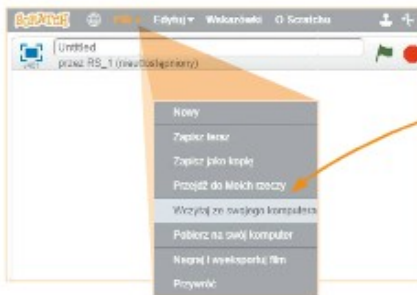 SCRATCH Plik ▾ Edytuj ▾ Wskazówki O Scratchu
Untitled
przez RS_1 (nieudostępniony)
Nowy
Zapisz teraz
Zapisz jako kopię
Przejdź do Moich rzeczy
Wczytaj ze swojego komputera
Pobierz na swój komputer
Nagraj i wyeksportuj film
Przywróć